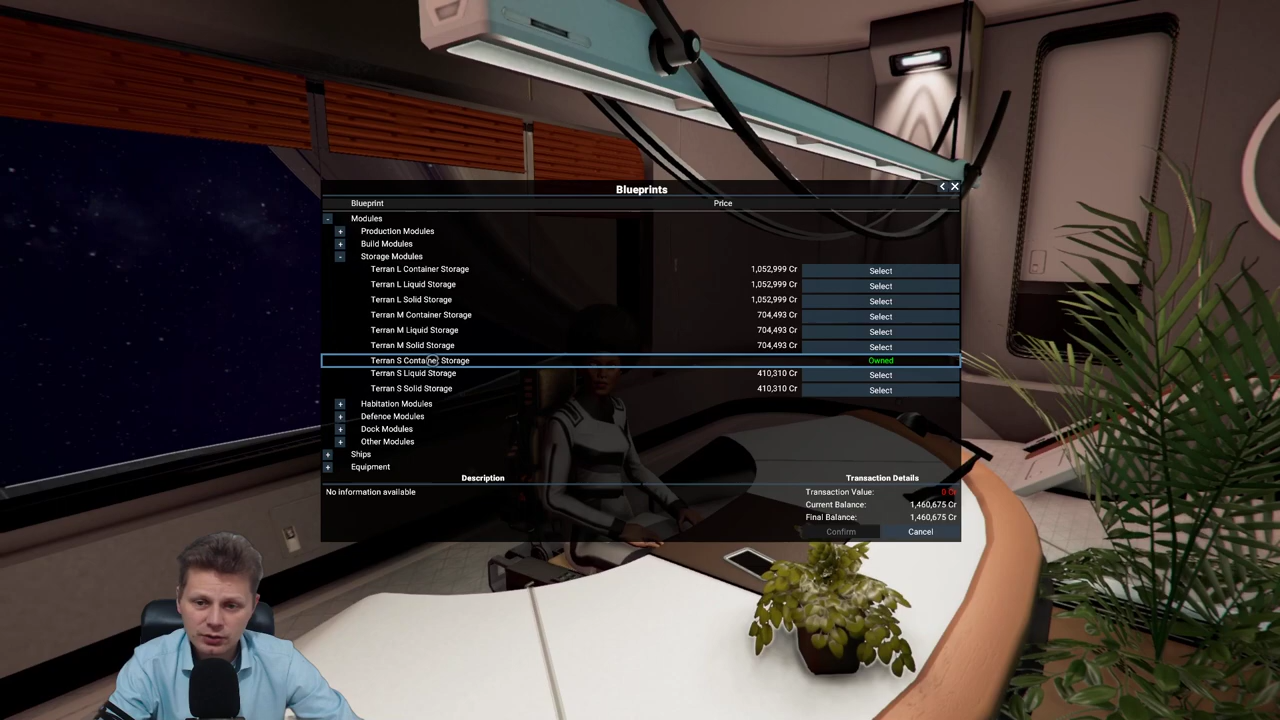 Blueprints
Blueprint Price
- Modules
+ Production Modules
+ Build Modules
- Storage Modules
Terran L Container Storage 1,052,999 Cr Select
Terran L Liquid Storage 1,052,999 Cr Select
Terran L Solid Storage 1,052,999 Cr Select
Terran M Container Storage 704,493 Cr Select
Terran M Liquid Storage 704,493 Cr Select
Terran M Solid Storage 704,493 Cr Select
Terran S Container Storage Owned
Terran S Liquid Storage 410,310 Cr Select
Terran S Solid Storage 410,310 Cr Select
+ Habitation Modules
+ Defence Modules
+ Dock Modules
+ Other Modules
+ Ships
+ Equipment
Description Transaction Details
No information available Transaction Value: 0 Cr
Current Balance: 1,460,675 Cr
Final Balance: 1,460,675 Cr
Confirm Cancel